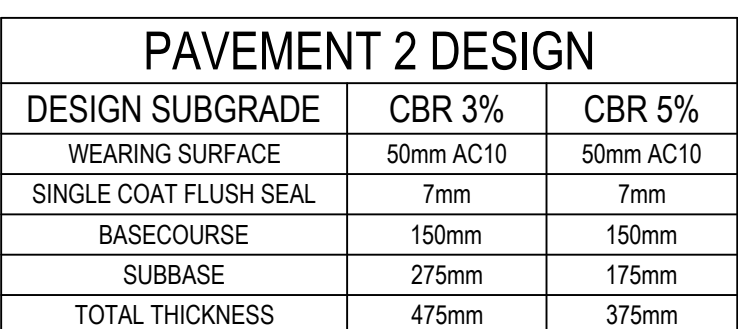 PAVEMENT 2 DESIGN
DESIGN SUBGRADE CBR 3% CBR 5%
WEARING SURFACE 50mm AC10 50mm AC10
SINGLE COAT FLUSH SEAL 7mm 7mm
BASECOURSE 150mm 150mm
SUBBASE 275mm 175mm
TOTAL THICKNESS 475mm 375mm